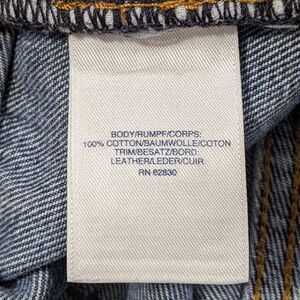 BODY/RUMPF/CORPS:
100% COTTON/BAUMWOLLE/COTON
TRIM/BESATZ/BORD:
LEATHER/LEDER/CUIR
RN 62830